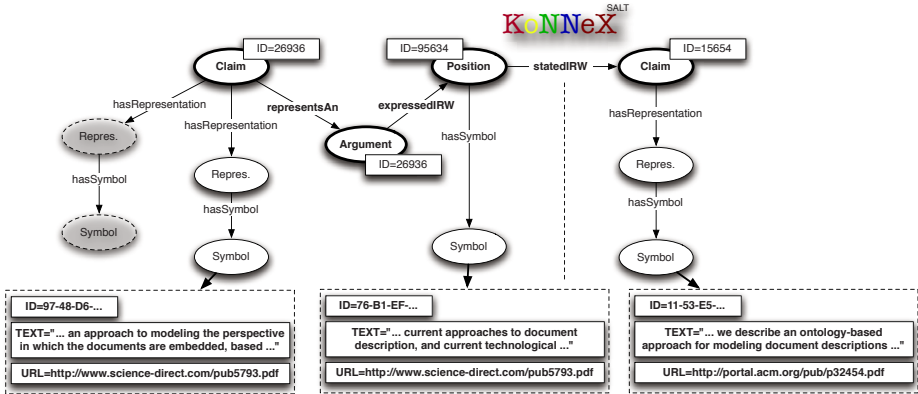 KoNNeX SALT
ID=26936
Claim
ID=95634
Position
statedIRW
ID=15654
Claim
hasRepresentation
hasRepresentation
representsAn
expressedIRW
hasSymbol
hasRepresentation
Repres.
Argument
ID=26936
Repres.
Repres.
hasSymbol
hasSymbol
hasSymbol
Symbol
Symbol
Symbol
Symbol
ID=97-48-D6-...
TEXT="... an approach to modeling the perspective
in which the documents are embedded, based ..."
URL=http://www.science-direct.com/pub5793.pdf
ID=76-B1-EF-...
TEXT="... current approaches to document
description, and current technological ..."
URL=http://www.science-direct.com/pub5793.pdf
ID=11-53-E5-...
TEXT="... we describe an ontology-based
approach for modeling document descriptions ..."
URL=http://portal.acm.org/pub/p32454.pdf